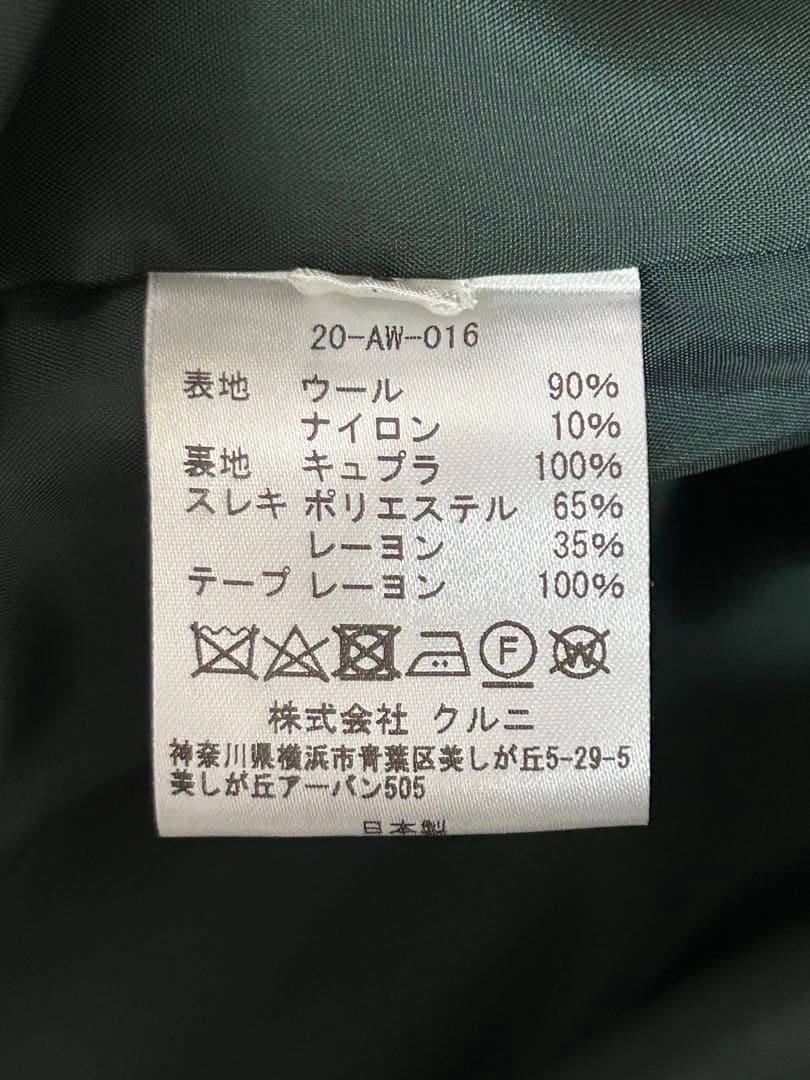 20-AW-016
表地 ウール 90%
ナイロン 10%
裏地 キュプラ 100%
スレキ ポリエステル 65%
レーヨン 35%
テープ レーヨン 100%
F W
株式会社 クルニ
神奈川県横浜市青葉区美しが丘5-29-5
美しが丘アーバン505
日本製